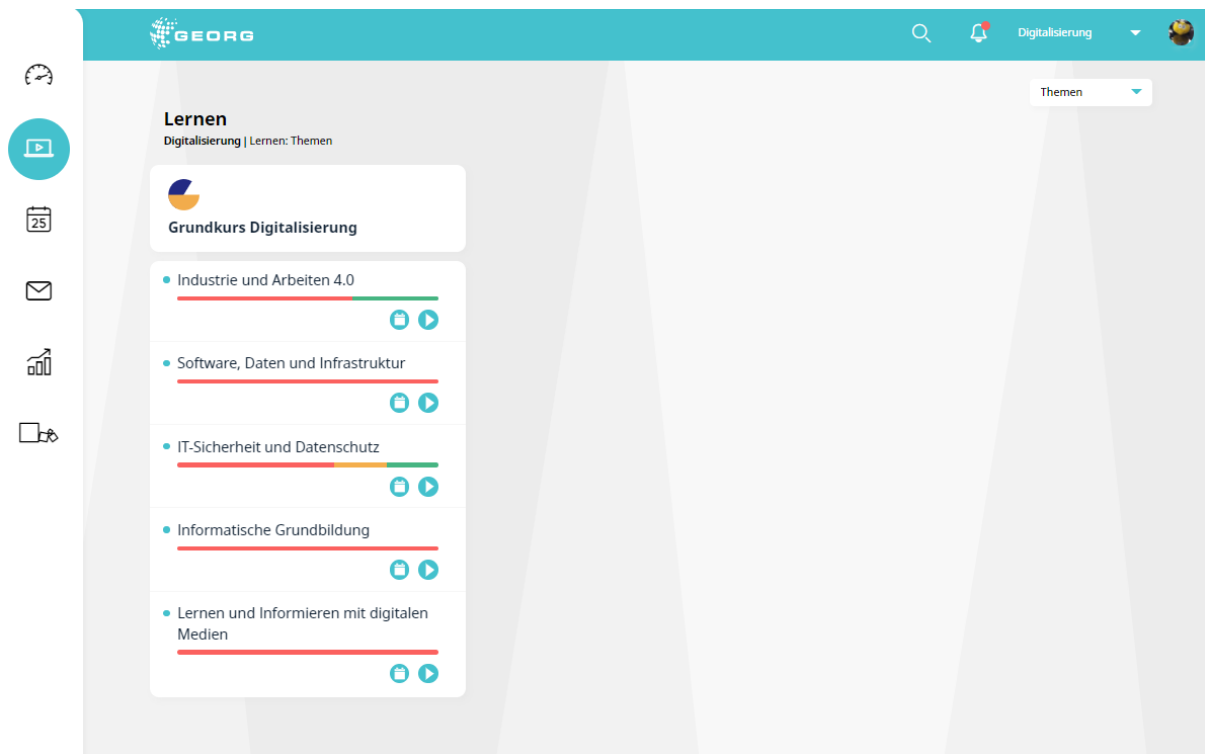 GEORG
Digitalisierung
Themen
Lernen
Digitalisierung | Lernen: Themen
25
Grundkurs Digitalisierung
Industrie und Arbeiten 4.0
Software, Daten und Infrastruktur
IT-Sicherheit und Datenschutz
Informatische Grundbildung
Lernen und Informieren mit digitalen
Medien